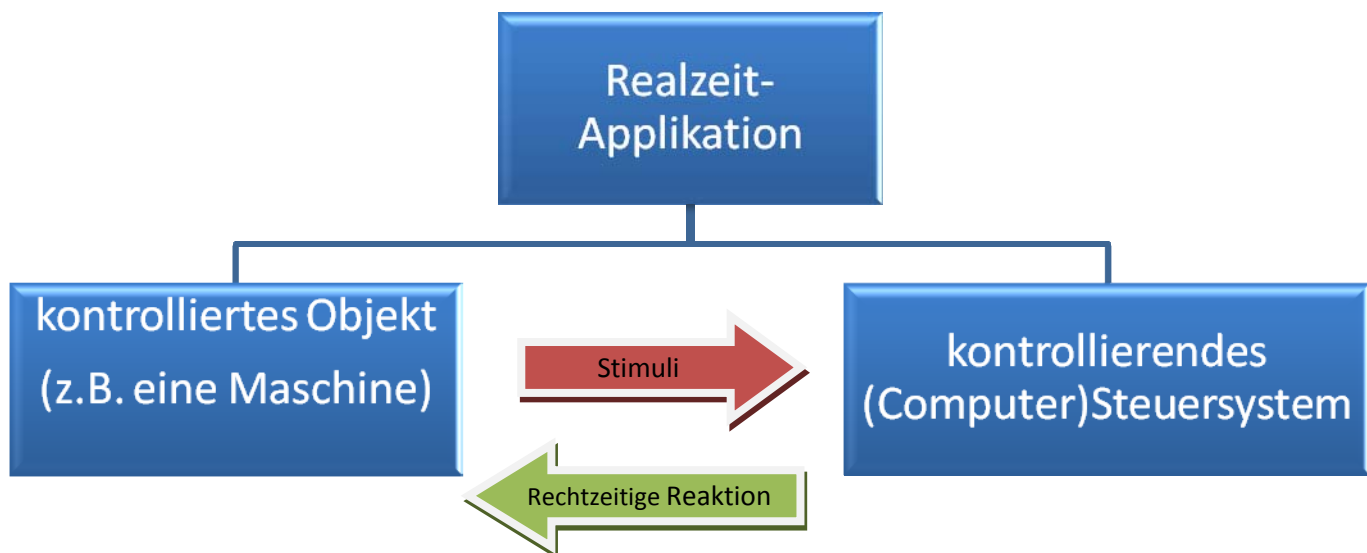 Realzeit-
Applikation
kontrolliertes Objekt
(z.B. eine Maschine)
Stimuli
kontrollierendes
(Computer)Steuersystem
Rechtzeitige Reaktion